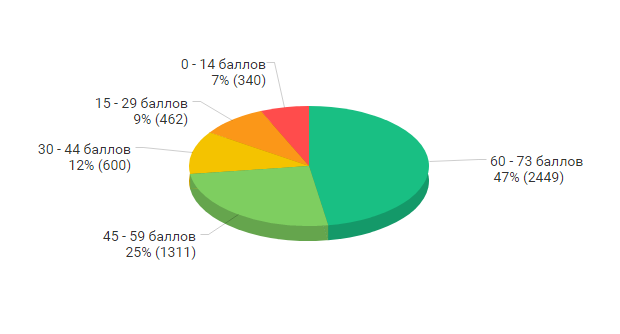 0 - 14 баллов
7% (340)
15 - 29 баллов
9% (462)
30 - 44 баллов
12% (600)
60 - 73 баллов
47% (2449)
45 - 59 баллов
25% (1311)